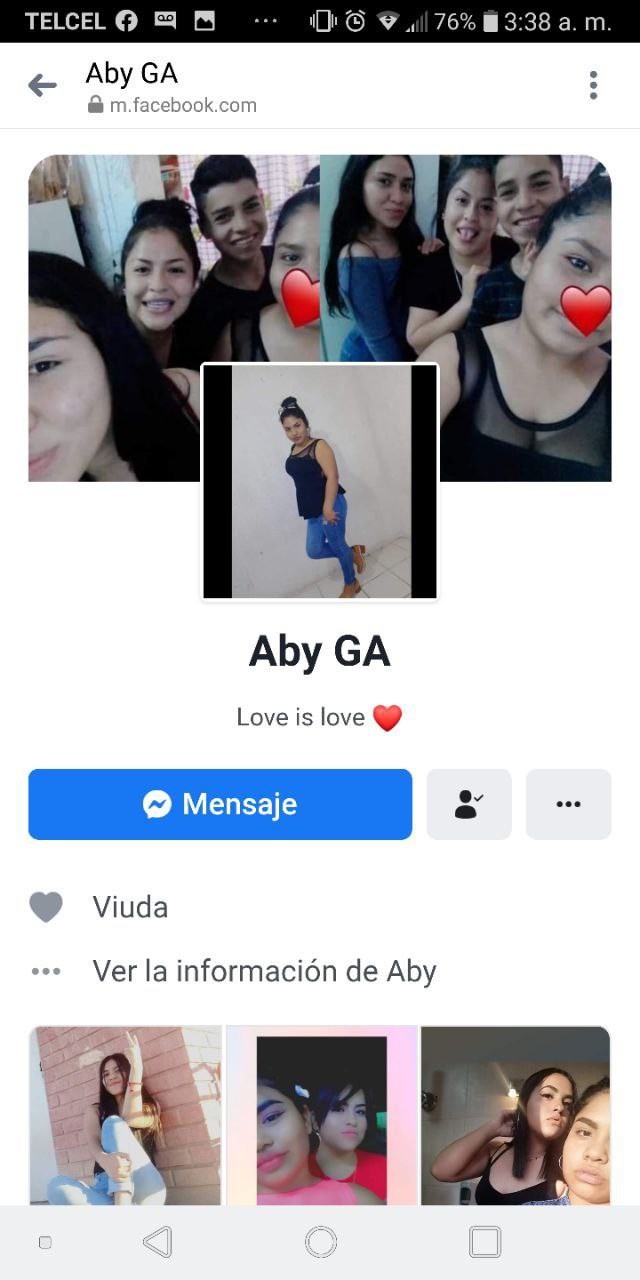 TELCEL 76% 3:38 a. m.
Aby GA
m.facebook.com
Aby GA
Love is love ❤️
Mensaje
Viuda
Ver la información de Aby